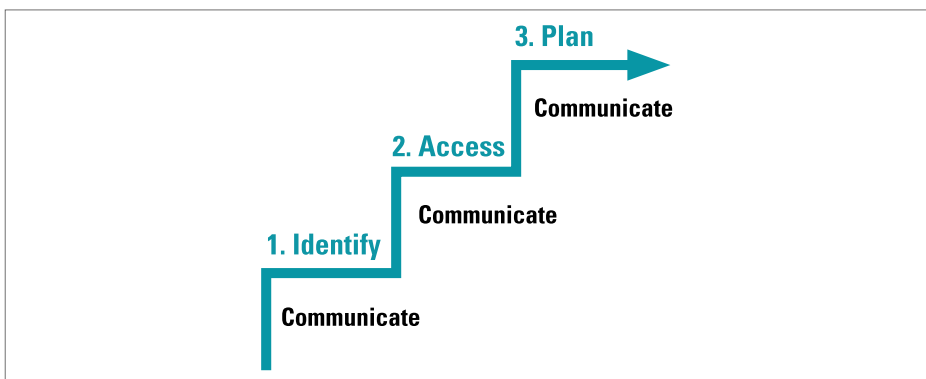 3. Plan
Communicate
2. Access
Communicate
1. Identify
Communicate